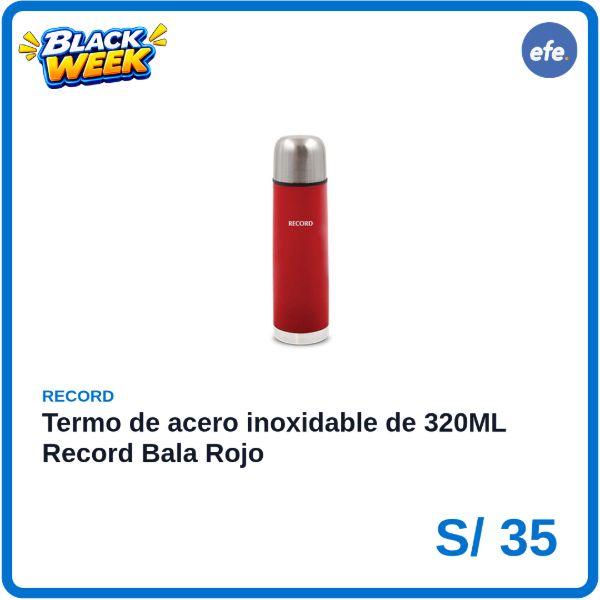 BLACK
WEEK
efe.
RECORD
RECORD
Termo de acero inoxidable de 320ML
Record Bala Rojo
S/ 35